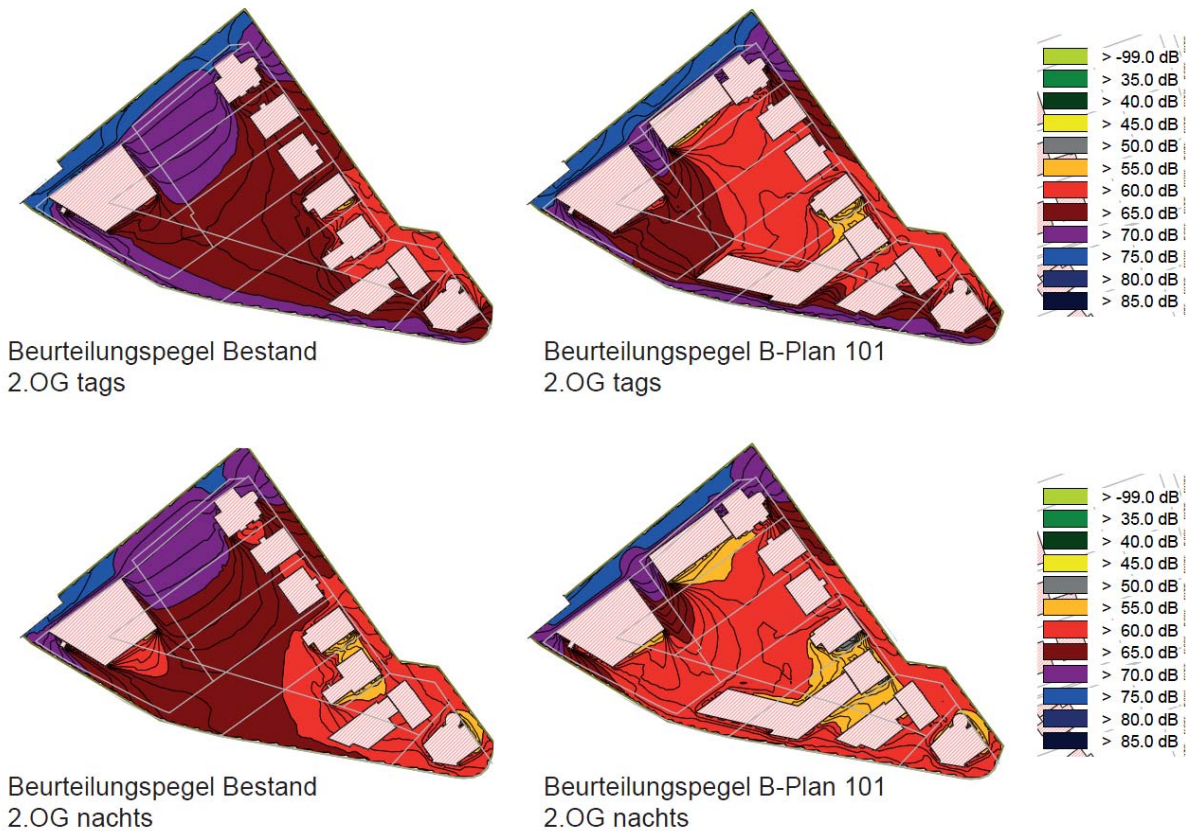 > -99.0 dB
> 35.0 dB
> 40.0 dB
> 45.0 dB
> 50.0 dB
> 55.0 dB
> 60.0 dB
> 65.0 dB
> 70.0 dB
> 75.0 dB
> 80.0 dB
> 85.0 dB
Beurteilungspegel Bestand
2.OG tags
Beurteilungspegel B-Plan 101
2.OG tags
> -99.0 dB
> 35.0 dB
> 40.0 dB
> 45.0 dB
> 50.0 dB
> 55.0 dB
> 60.0 dB
> 65.0 dB
> 70.0 dB
> 75.0 dB
> 80.0 dB
> 85.0 dB
Beurteilungspegel Bestand
2.OG nachts
Beurteilungspegel B-Plan 101
2.OG nachts